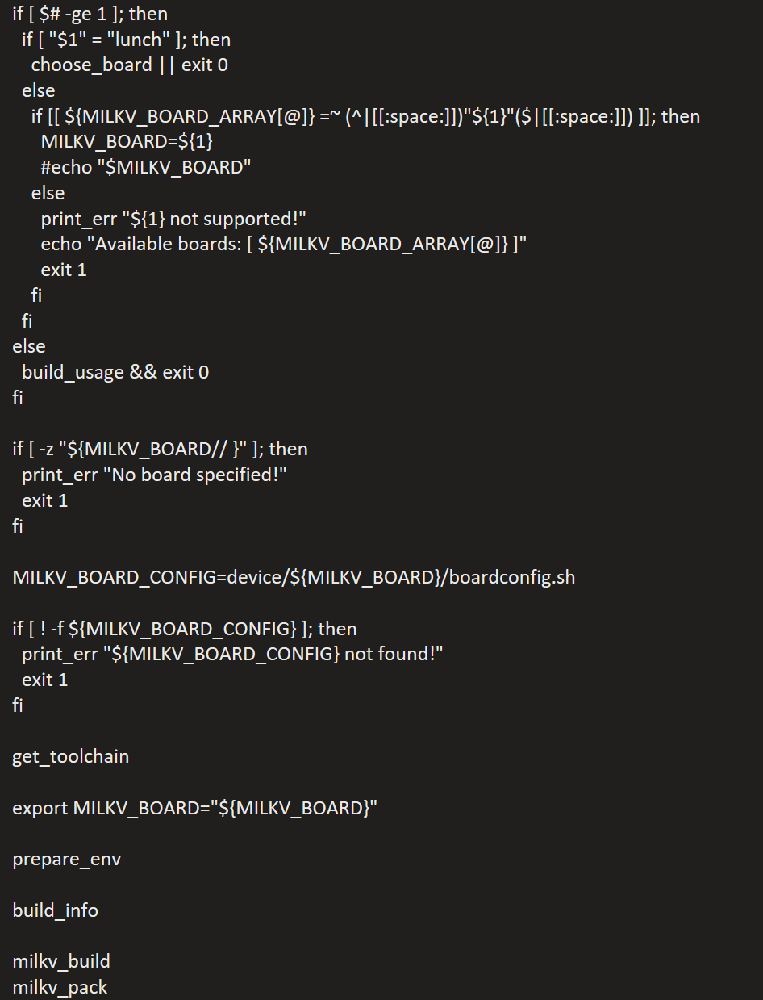 if [ $# -ge 1 ]; then
  if [ "$1" = "lunch" ]; then
    choose_board || exit 0
  else
    if [[ ${MILKV_BOARD_ARRAY[@]} =~ (^|[[:space:]])"${1}"($|[[:space:]]) ]]; then
      MILKV_BOARD=${1}
      #echo "$MILKV_BOARD"
    else
      print_err "${1} not supported!"
      echo "Available boards: [ ${MILKV_BOARD_ARRAY[@]} ]"
      exit 1
    fi
  fi
else
  build_usage && exit 0
fi

if [ -z "${MILKV_BOARD// }" ]; then
  print_err "No board specified!"
  exit 1
fi

MILKV_BOARD_CONFIG=device/${MILKV_BOARD}/boardconfig.sh

if [ ! -f ${MILKV_BOARD_CONFIG} ]; then
  print_err "${MILKV_BOARD_CONFIG} not found!"
  exit 1
fi

get_toolchain

export MILKV_BOARD="${MILKV_BOARD}"

prepare_env

build_info

milkv_build
milkv_pack